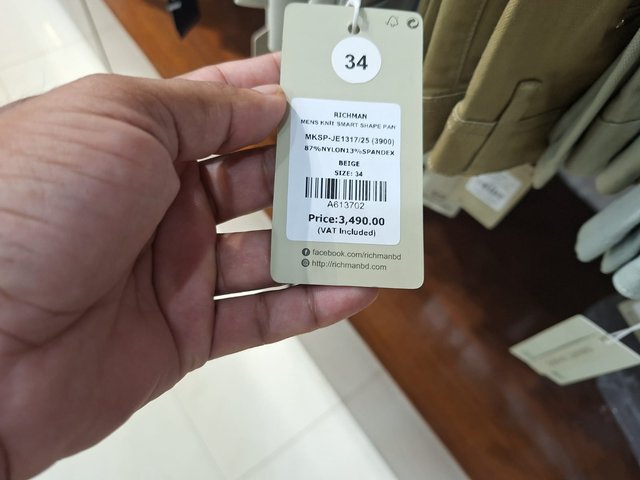 34
RICHMAN
MENS KNIT SMART SHAPE PAN
MKSP-JE1317/25 (3900)
87%NYLON13%SPANDEX
BEIGE
SIZE: 34
A613702
Price:3,490.00
(VAT Included)
facebook.com/richmanbd
http://richmanbd.com